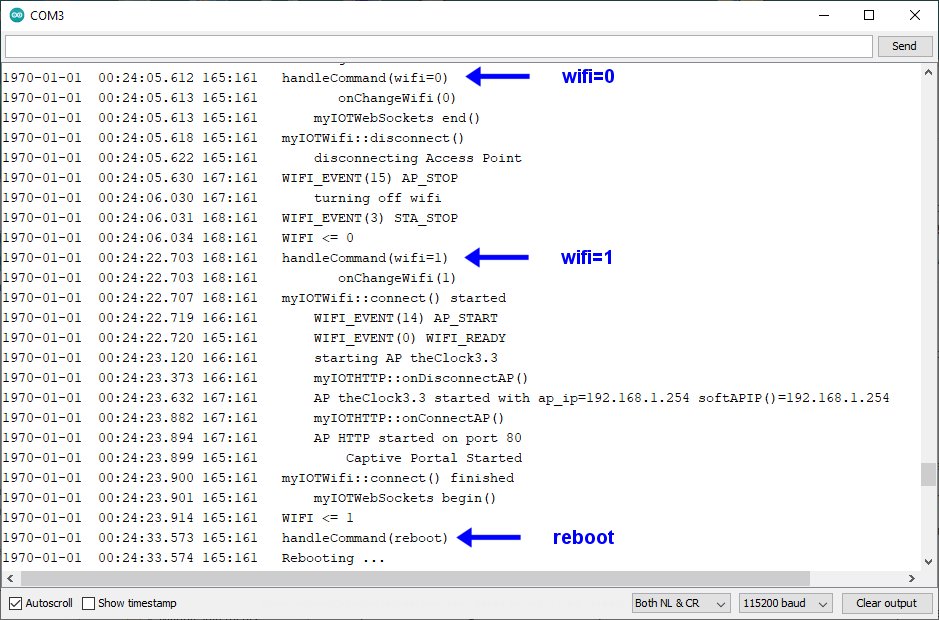 COM3
Send
1970-01-01 00:24:05.612 165:161 handleCommand(wifi=0) wifi=0
1970-01-01 00:24:05.613 165:161 onChangeWifi(0)
1970-01-01 00:24:05.613 165:161 myIOTWebSockets end()
1970-01-01 00:24:05.618 165:161 myIOTWifi::disconnect()
1970-01-01 00:24:05.622 165:161 disconnecting Access Point
1970-01-01 00:24:05.630 167:161 WIFI_EVENT(15) AP_STOP
1970-01-01 00:24:06.030 167:161 turning off wifi
1970-01-01 00:24:06.031 168:161 WIFI_EVENT(3) STA_STOP
1970-01-01 00:24:06.034 168:161 WIFI <= 0
1970-01-01 00:24:22.703 168:161 handleCommand(wifi=1) wifi=1
1970-01-01 00:24:22.703 168:161 onChangeWifi(1)
1970-01-01 00:24:22.707 168:161 myIOTWifi::connect() started
1970-01-01 00:24:22.719 166:161 WIFI_EVENT(14) AP_START
1970-01-01 00:24:22.720 165:161 WIFI_EVENT(0) WIFI_READY
1970-01-01 00:24:23.120 166:161 starting AP theClock3.3
1970-01-01 00:24:23.373 166:161 myIOTHTTP::onDisconnectAP()
1970-01-01 00:24:23.632 167:161 AP theClock3.3 started with ap_ip=192.168.1.254 softAPIP()=192.168.1.254
1970-01-01 00:24:23.882 167:161 myIOTHTTP::onConnectAP()
1970-01-01 00:24:23.894 167:161 AP HTTP started on port 80
1970-01-01 00:24:23.899 165:161 Captive Portal Started
1970-01-01 00:24:23.900 165:161 myIOTWifi::connect() finished
1970-01-01 00:24:23.901 165:161 myIOTWebSockets begin()
1970-01-01 00:24:23.914 165:161 WIFI <= 1
1970-01-01 00:24:33.573 165:161 handleCommand(reboot) reboot
1970-01-01 00:24:33.574 165:161 Rebooting ...
Autoscroll Show timestamp Both NL & CR 115200 baud Clear output